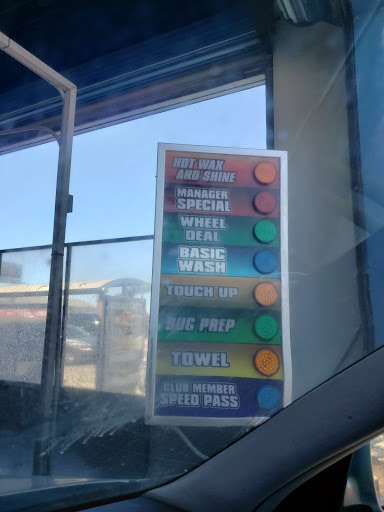 HOT WAX
AND SHINE
MANAGER
SPECIAL
WHEEL
DEAL
BASIC
WASH
TOUCH UP
BUG PREP
TOWEL
CLUB MEMBER
SPEED PASS